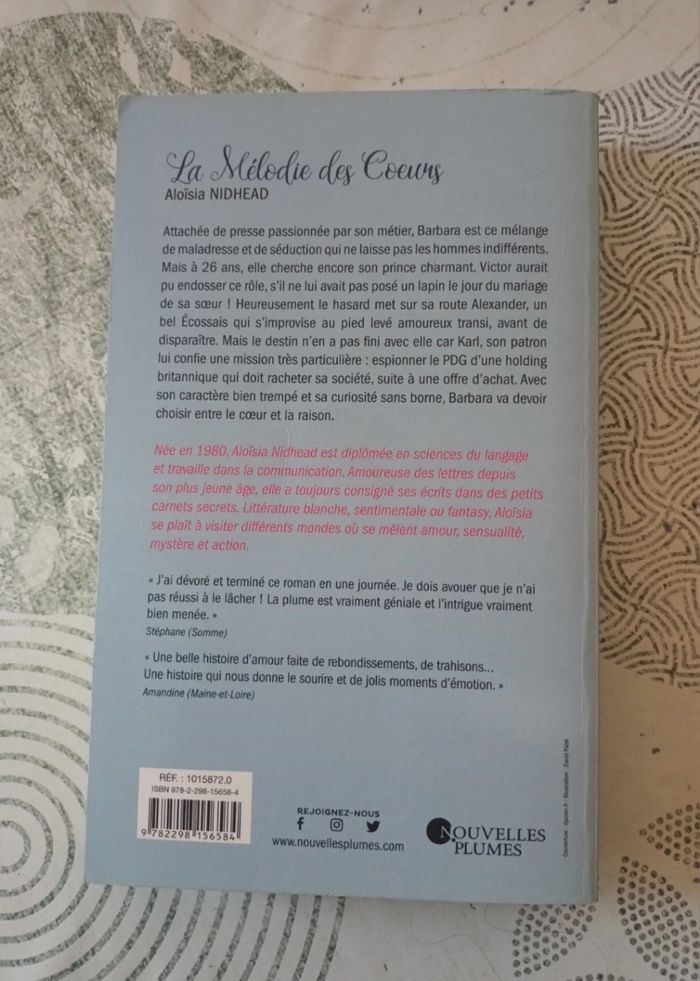 La Mélodie des Coeurs
Aloïsia NIDHEAD
Attachée de presse passionnée par son métier, Barbara est ce mélange
de maladresse et de séduction qui ne laisse pas les hommes indifférents.
Mais à 26 ans, elle cherche encore son prince charmant. Victor aurait
pu endosser ce rôle, s'il ne lui avait pas posé un lapin le jour du mariage
de sa sœur ! Heureusement le hasard met sur sa route Alexander, un
bel Écossais qui s'improvise au pied levé amoureux transi, avant de
disparaître. Mais le destin n'en a pas fini avec elle car Karl, son patron
lui confie une mission très particulière : espionner le PDG d'une holding
britannique qui doit racheter sa société, suite à une offre d'achat. Avec
son caractère bien trempé et sa curiosité sans borne, Barbara va devoir
choisir entre le cœur et la raison.
Née en 1980, Aloïsia Nidhead est diplômée en sciences du langage
et travaille dans la communication. Amoureuse des lettres depuis
son plus jeune âge, elle a toujours consigné ses écrits dans des petits
carnets secrets. Littérature blanche, sentimentale ou fantasy, Aloïsia
se plaît à visiter différents mondes où se mêlent amour, sensualité,
mystère et action.
« J'ai dévoré et terminé ce roman en une journée. Je dois avouer que je n'ai
pas réussi à le lâcher ! La plume est vraiment géniale et l'intrigue vraiment
bien menée. »
Stéphane (Somme)
« Une belle histoire d'amour faite de rebondissements, de trahisons...
Une histoire qui nous donne le sourire et de jolis moments d'émotion. »
Amandine (Maine-et-Loire)
RÉF. : 1015872.0
ISBN 978-2-298-15658-4
9 782298 156584
REJOIGNEZ-NOUS
www.nouvellesplumes.com
NOUVELLES
PLUMES
Couverture : Illustration : David